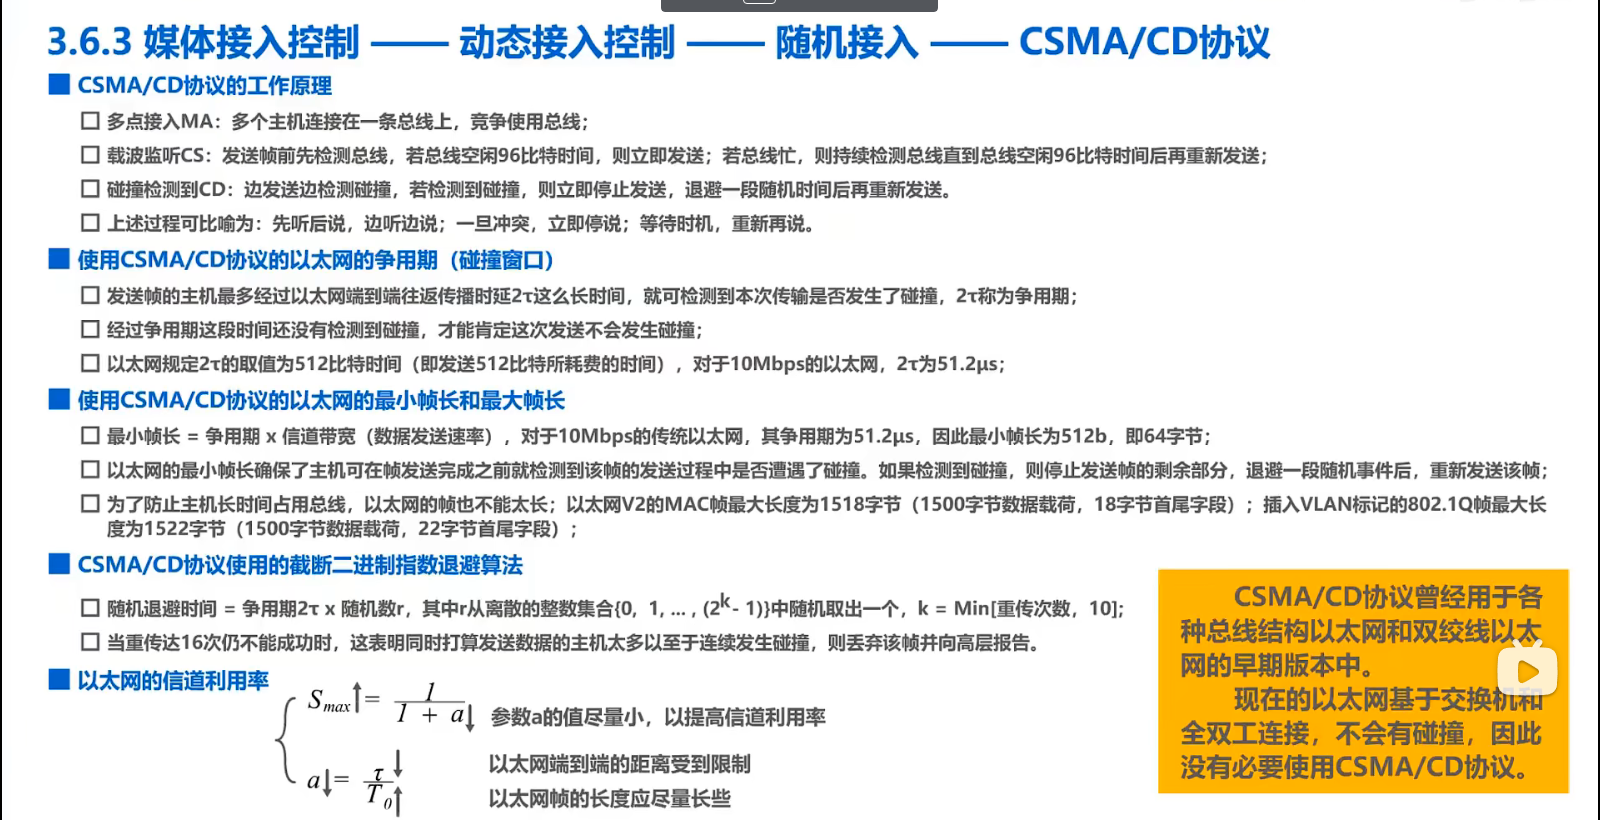 3.6.3 媒体接入控制 —— 动态接入控制 —— 随机接入 —— CSMA/CD协议
CSMA/CD协议的工作原理
多点接入MA：多个主机连接在一条总线上，竞争使用总线；
载波监听CS：发送帧前先检测总线，若总线空闲96比特时间，则立即发送；若总线忙，则持续检测总线直到总线空闲96比特时间后再重新发送；
碰撞检测到CD：边发送边检测碰撞，若检测到碰撞，则立即停止发送，退避一段随机时间后再重新发送。
上述过程可比喻为：先听后说，边听边说；一旦冲突，立即停说；等待时机，重新再说。
使用CSMA/CD协议的以太网的争用期（碰撞窗口）
发送帧的主机最多经过以太网端到端往返传播时延2τ这么长时间，就可检测到本次传输是否发生了碰撞，2τ称为争用期；
经过争用期这段时间还没有检测到碰撞，才能肯定这次发送不会发生碰撞；
以太网规定2τ的取值为512比特时间（即发送512比特所耗费的时间），对于10Mbps的以太网，2τ为51.2μs；
使用CSMA/CD协议的以太网的最小帧长和最大帧长
最小帧长 = 争用期 x 信道带宽（数据发送速率），对于10Mbps的传统以太网，其争用期为51.2μs，因此最小帧长为512b，即64字节；
以太网的最小帧长确保了主机可在帧发送完成之前就检测到该帧的发送过程中是否遭遇了碰撞。如果检测到碰撞，则停止发送帧的剩余部分，退避一段随机事件后，重新发送该帧；
为了防止主机长时间占用总线，以太网的帧也不能太长；以太网V2的MAC帧最大长度为1518字节（1500字节数据载荷，18字节首尾字段）；插入VLAN标记的802.1Q帧最大长
度为1522字节（1500字节数据载荷，22字节首尾字段）；
CSMA/CD协议使用的截断二进制指数退避算法
随机退避时间 = 争用期2τ x 随机数r，其中r从离散的整数集合{0，1, ... , (2^k - 1)}中随机取出一个，k = Min[重传次数，10]；
当重传达16次仍不能成功时，这表明同时打算发送数据的主机太多以至于连续发生碰撞，则丢弃该帧并向高层报告。
以太网的信道利用率
S_max↑ = 1 / (1 + a↓)
参数a的值尽量小，以提高信道利用率
a↓ = τ↓ / T_0↑
以太网端到端的距离受到限制
以太网帧的长度应尽量长些
CSMA/CD协议曾经用于各
种总线结构以太网和双绞线以太
网的早期版本中。
现在的以太网基于交换机和
全双工连接，不会有碰撞，因此
没有必要使用CSMA/CD协议。